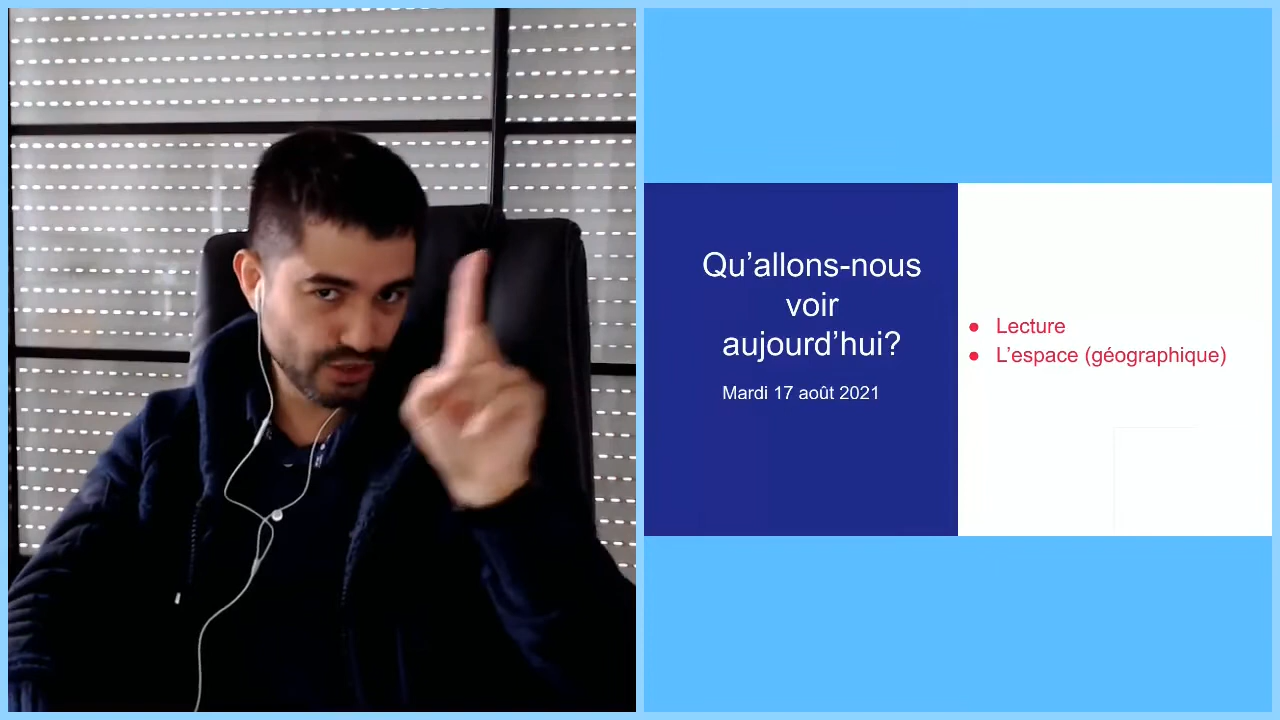 Qu’allons-nous
voir
aujourd’hui?
Mardi 17 août 2021
● Lecture
● L’espace (géographique)